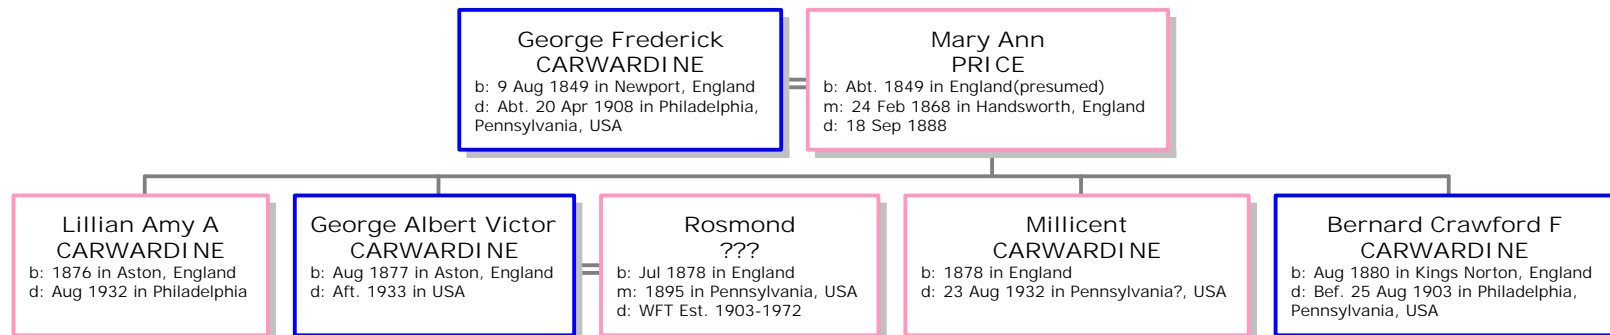 George Frederick
CARWARDINE
b: 9 Aug 1849 in Newport, England
d: Abt. 20 Apr 1908 in Philadelphia,
Pennsylvania, USA
Mary Ann
PRICE
b: Abt. 1849 in England(presumed)
m: 24 Feb 1868 in Handsworth, England
d: 18 Sep 1888
Lillian Amy A
CARWARDINE
b: 1876 in Aston, England
d: Aug 1932 in Philadelphia
George Albert Victor
CARWARDINE
b: Aug 1877 in Aston, England
d: Aft. 1933 in USA
Rosmond
???
b: Jul 1878 in England
m: 1895 in Pennsylvania, USA
d: WFT Est. 1903-1972
Millicent
CARWARDINE
b: 1878 in England
d: 23 Aug 1932 in Pennsylvania?, USA
Bernard Crawford F
CARWARDINE
b: Aug 1880 in Kings Norton, England
d: Bef. 25 Aug 1903 in Philadelphia,
Pennsylvania, USA